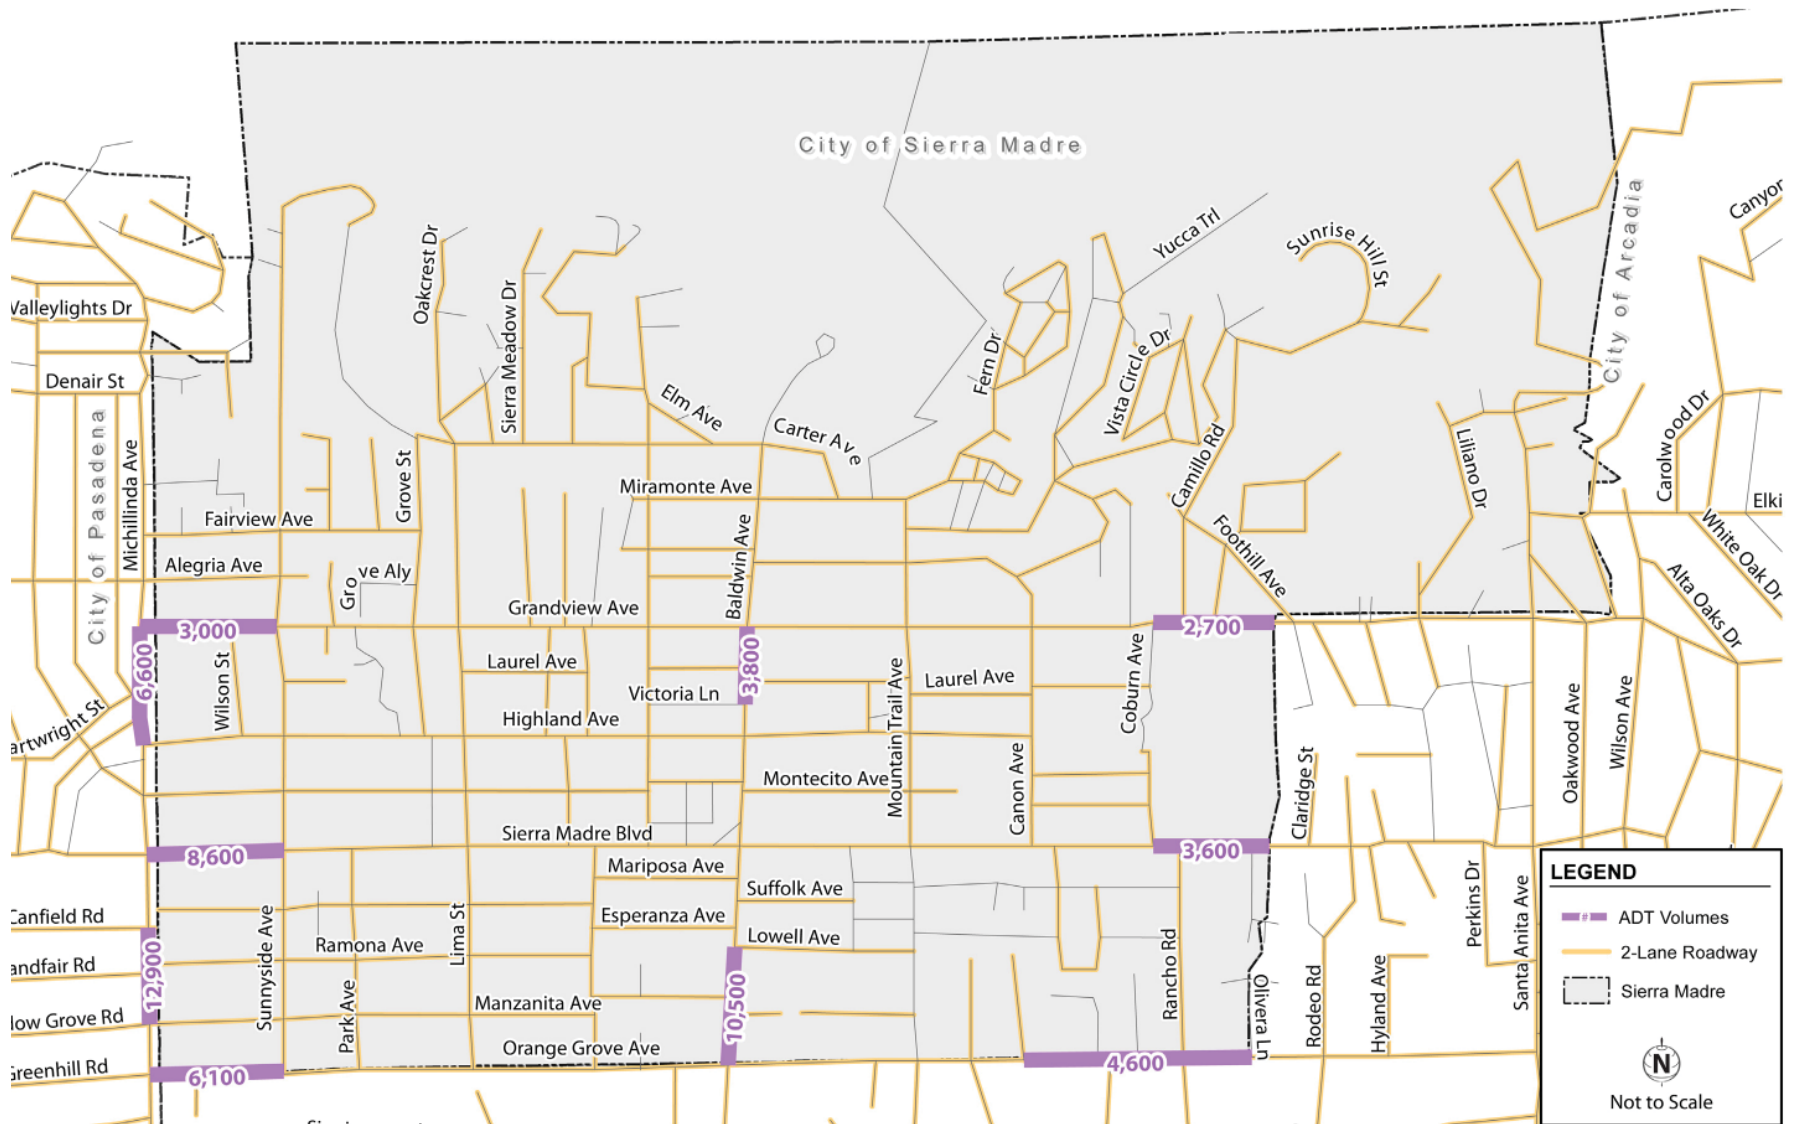 City of Sierra Madre
Canyon
City of Arcadia
Yucca Trl
Sunrise Hill St
Oakcrest Dr
Sierra Meadow Dr
Valleylights Dr
Fern Dr
Vista Circle Dr
Denair St
Elm Ave
Carter Ave
Camillo Rd
Liliano Dr
Carolwood Dr
City of Pasadena
Michillinda Ave
Grove St
Miramonte Ave
Elki
Fairview Ave
Baldwin Ave
Foothill Ave
White Oak Dr
Alegria Ave
Grove Aly
Alta Oaks Dr
Grandview Ave
3,000
2,700
6,600
Wilson St
Laurel Ave
3,800
Victoria Ln
Mountain Trail Ave
Laurel Ave
Coburn Ave
Oakwood Ave
Wilson Ave
artwright St
Highland Ave
Montecito Ave
Canon Ave
Claridge St
Sierra Madre Blvd
8,600
3,600
Mariposa Ave
Suffolk Ave
Canfield Rd
Sunnyside Ave
Lima St
Esperanza Ave
Lowell Ave
Perkins Dr
Santa Anita Ave
andfair Rd
12,900
Ramona Ave
10,500
Rancho Rd
Olivera Ln
Rodeo Rd
Hyland Ave
low Grove Rd
Park Ave
Manzanita Ave
Orange Grove Ave
Greenhill Rd
6,100
4,600
LEGEND
#
ADT Volumes
2-Lane Roadway
Sierra Madre
N
Not to Scale